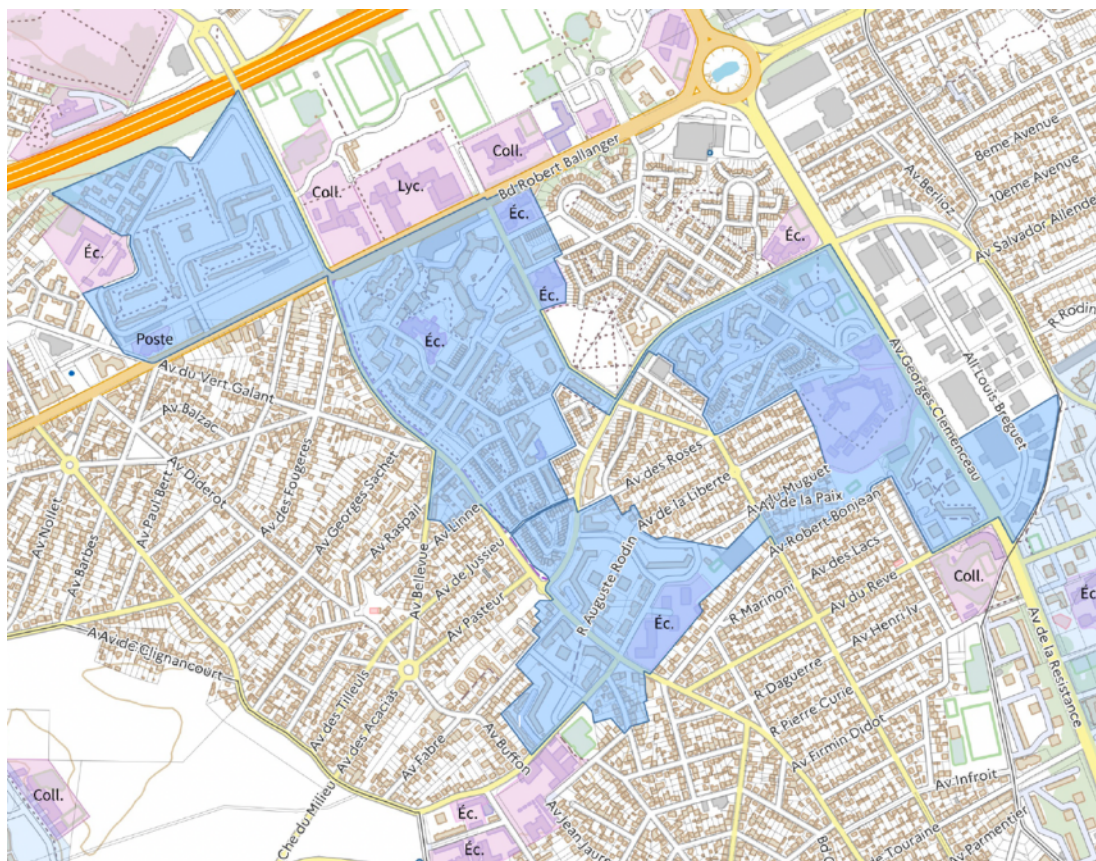 Bd Robert Ballanger
Coll.
Coll.
Lyc.
Éc.
Éc.
Éc.
Éc.
Éc.
Poste
8eme Avenue
10eme Avenue
Av Berlioz
Av Salvador Allende
R Rodin
All Louis Breguet
Av Georges Clemenceau
Av du Vert Galant
Av Balzac
Av Diderot
Av Paul Bert
Av des Fougeres
Av Georges Sachet
Av Raspail
Av Nollet
Av Barbes
Av Linne
Av Bellevue
Av de Jussieu
Av Pasteur
Av des Roses
Av de la Liberte
Av du Muguet
Av de la Paix
Av Robert Bonjean
Av des Lacs
R Auguste Rodin
Éc.
R Marinoni
Av du Reve
Av Henri Iv
Coll.
Éc
Av de la Resistance
Av de Clignancourt
Av des Tilleuls
Av des Acacias
R Daguerre
R Pierre Curie
Av Firmin Didot
Av Buffon
Av Fabre
Che du Milieu
Av Infroit
Av Parmentier
de Touraine
Coll.
Éc.
Éc.
Av Jean Jaure
Bd